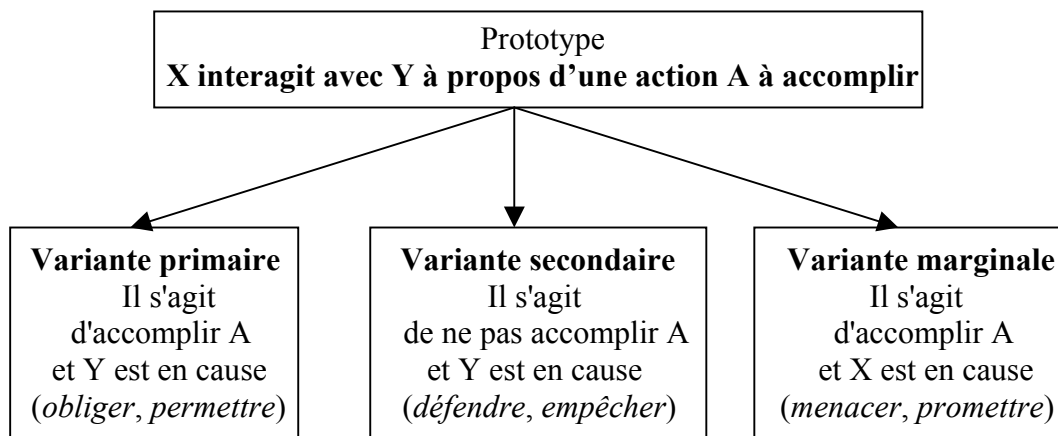 Prototype
X interagit avec Y à propos d’une action A à accomplir
Variante primaire
Il s'agit
d'accomplir A
et Y est en cause
(obliger, permettre)
Variante secondaire
Il s'agit
de ne pas accomplir A
et Y est en cause
(défendre, empêcher)
Variante marginale
Il s'agit
d'accomplir A
et X est en cause
(menacer, promettre)